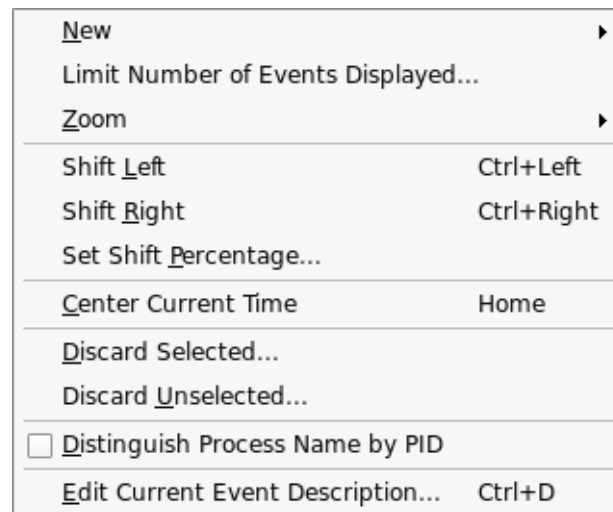 New
Limit Number of Events Displayed...
Zoom
Shift Left Ctrl+Left
Shift Right Ctrl+Right
Set Shift Percentage...
Center Current Time Home
Discard Selected...
Discard Unselected...
Distinguish Process Name by PID
Edit Current Event Description... Ctrl+D